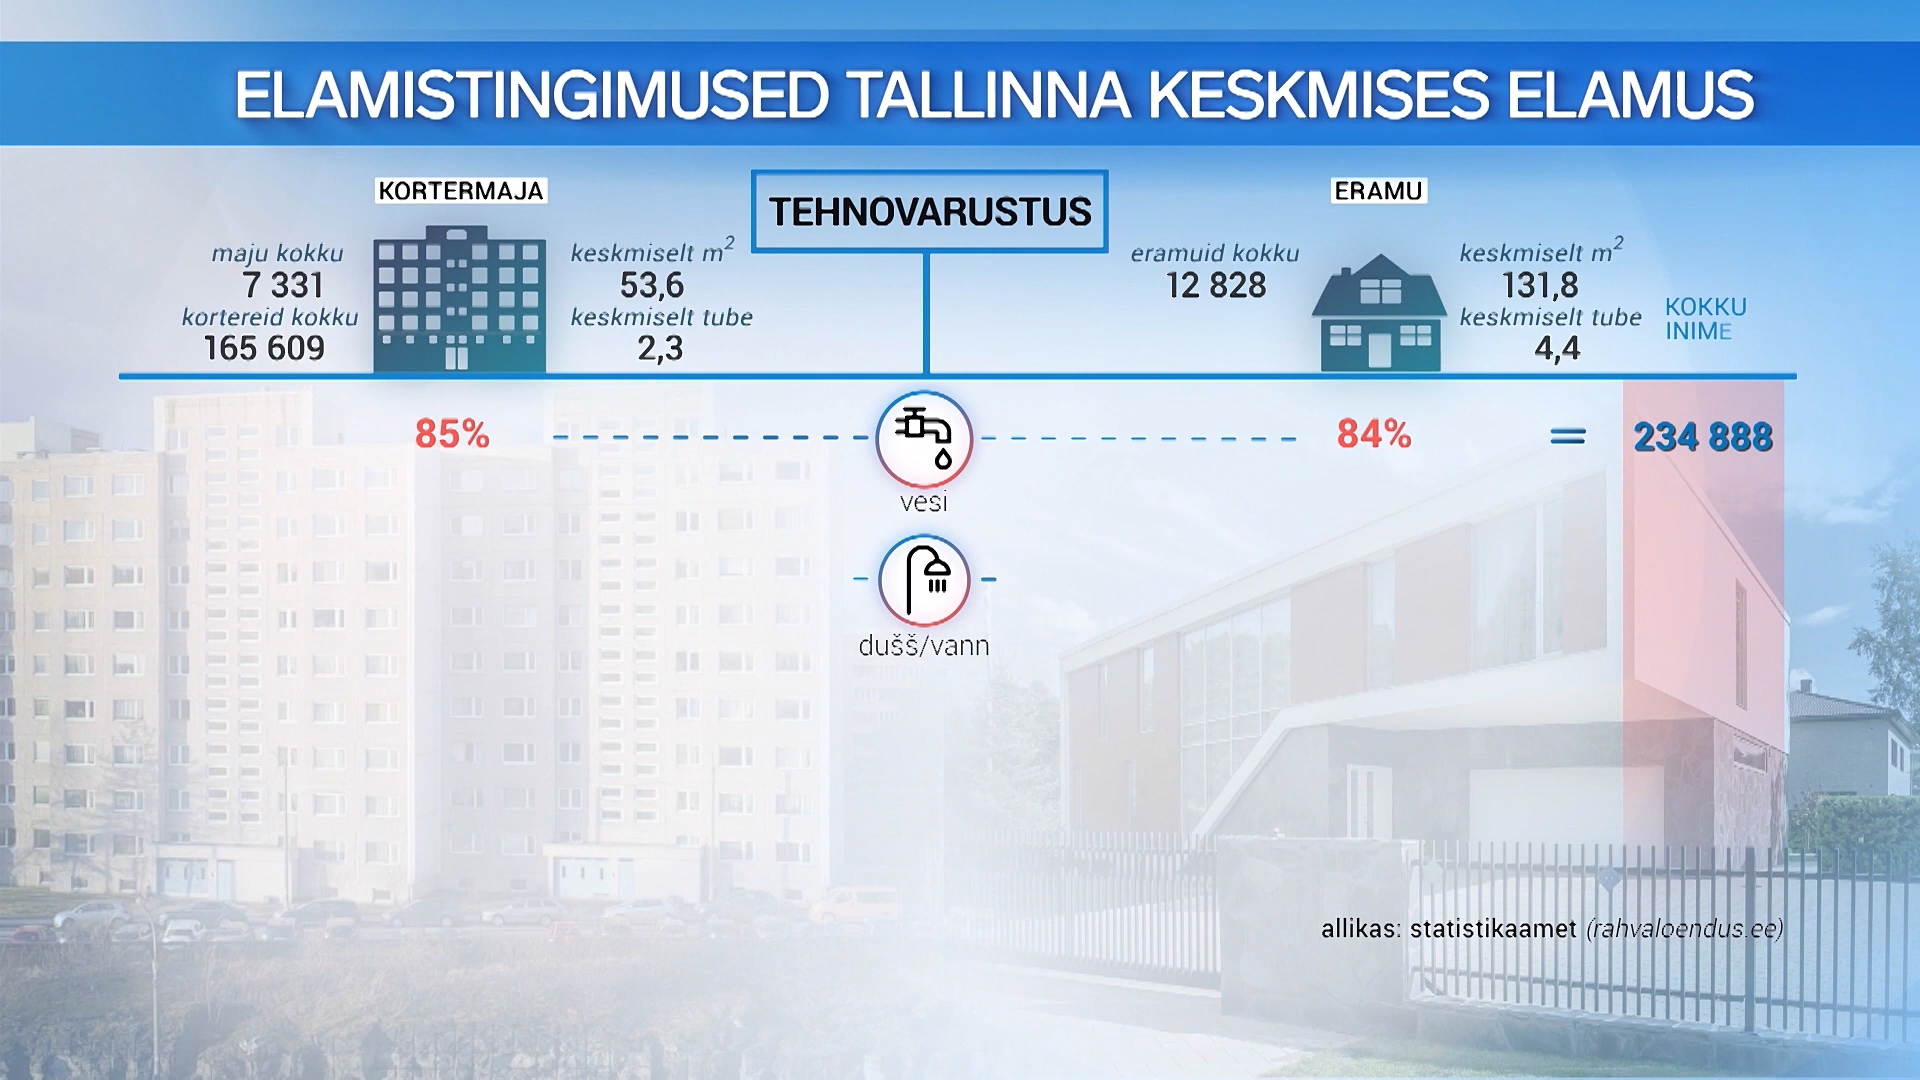 ELAMISTINGIMUSED TALLINNA KESKMISES ELAMUS
KORTERMAJA
TEHNOVARUSTUS
ERAMU
maju kokku
7 331
kortereid kokku
165 609
keskmiselt m²
53,6
keskmiselt tube
2,3
eramuid kokku
12 828
keskmiselt m²
131,8
keskmiselt tube
4,4
KOKKU
INIME
85%
84%
=
234 888
vesi
dušš/vann
allikas: statistikaamet (rahvaloendus.ee)